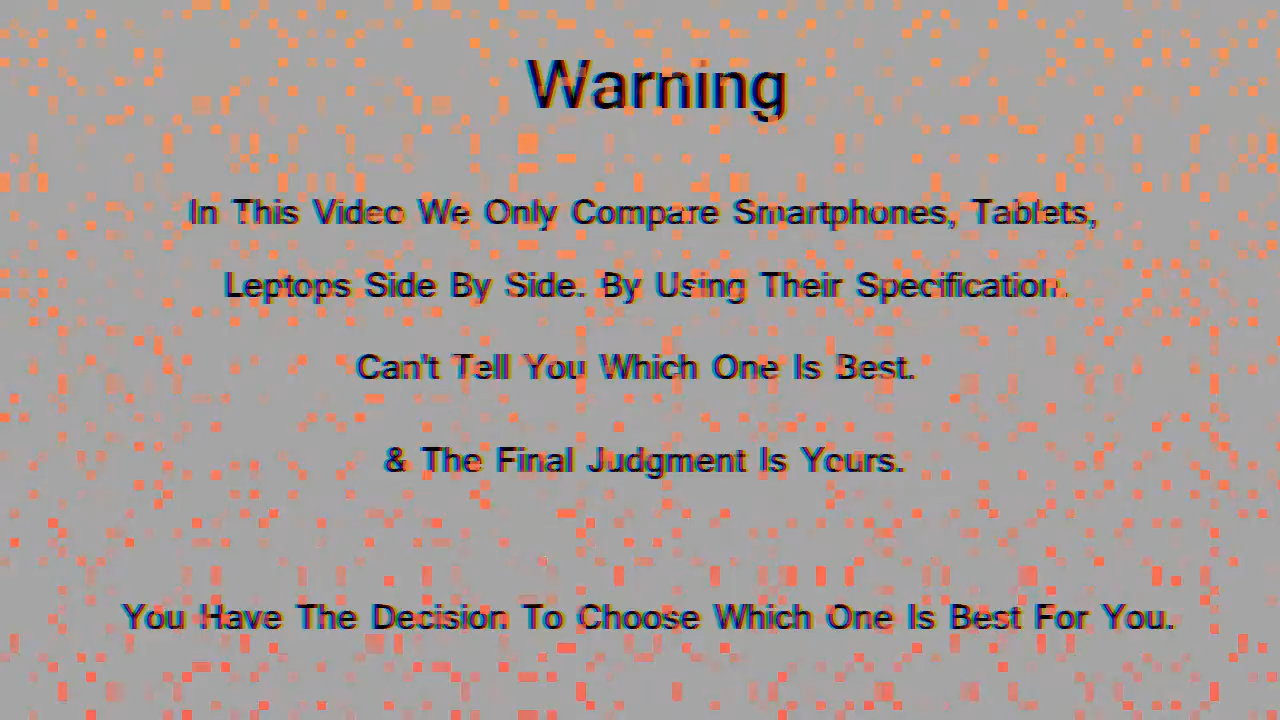 Warning
In This Video We Only Compare Smartphones, Tablets,
Leptops Side By Side. By Using Their Specification.
Can't Tell You Which One Is Best.
& The Final Judgment Is Yours.
You Have The Decision To Choose Which One Is Best For You.